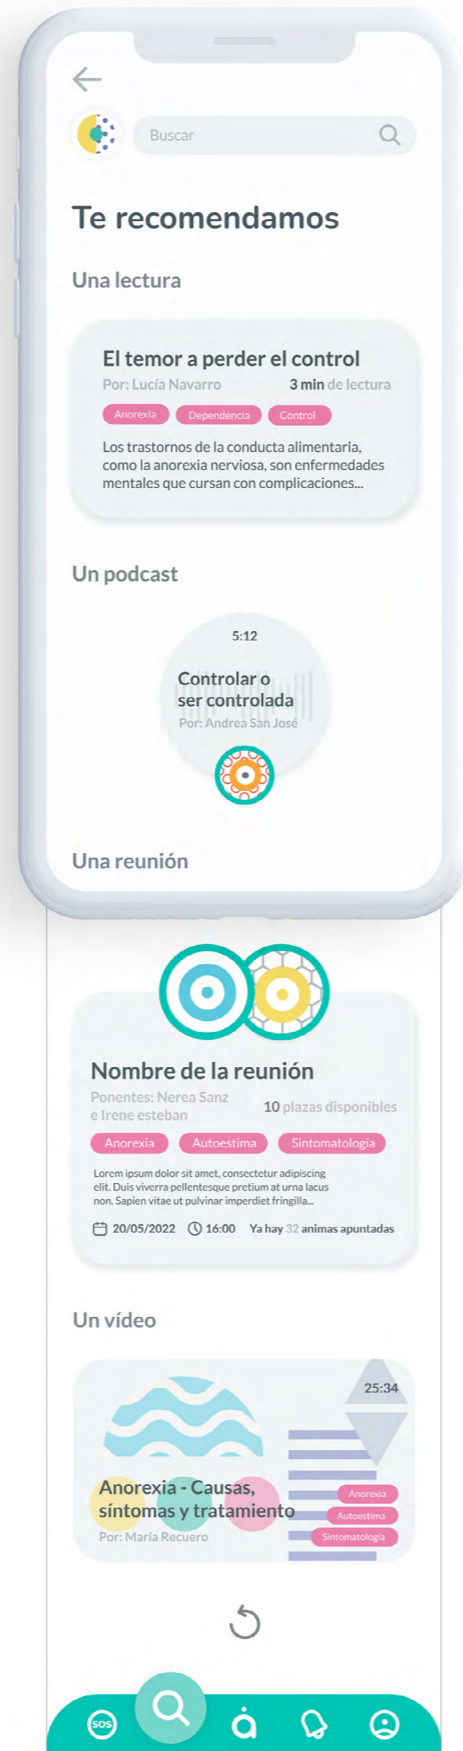 Buscar
Te recomendamos
Una lectura
El temor a perder el control
Por: Lucía Navarro 3 min de lectura
Anorexia Dependencia Control
Los trastornos de la conducta alimentaria,
como la anorexia nerviosa, son enfermedades
mentales que cursan con complicaciones...
Un podcast
5:12
Controlar o
ser controlada
Por: Andrea San José
Una reunión
Nombre de la reunión
Ponentes: Nerea Sanz
e Irene esteban 10 plazas disponibles
Anorexia Autoestima Sintomatología
Lorem ipsum dolor sit amet, consectetur adipiscing
elit. Duis viverra pellentesque pretium at urna lacus
non. Sapien vitae ut pulvinar imperdiet fringilla...
20/05/2022 16:00 Ya hay 32 animas apuntadas
Un vídeo
25:34
Anorexia - Causas,
síntomas y tratamiento
Por: María Recuero
Anorexia
Autoestima
Sintomatología
SOS